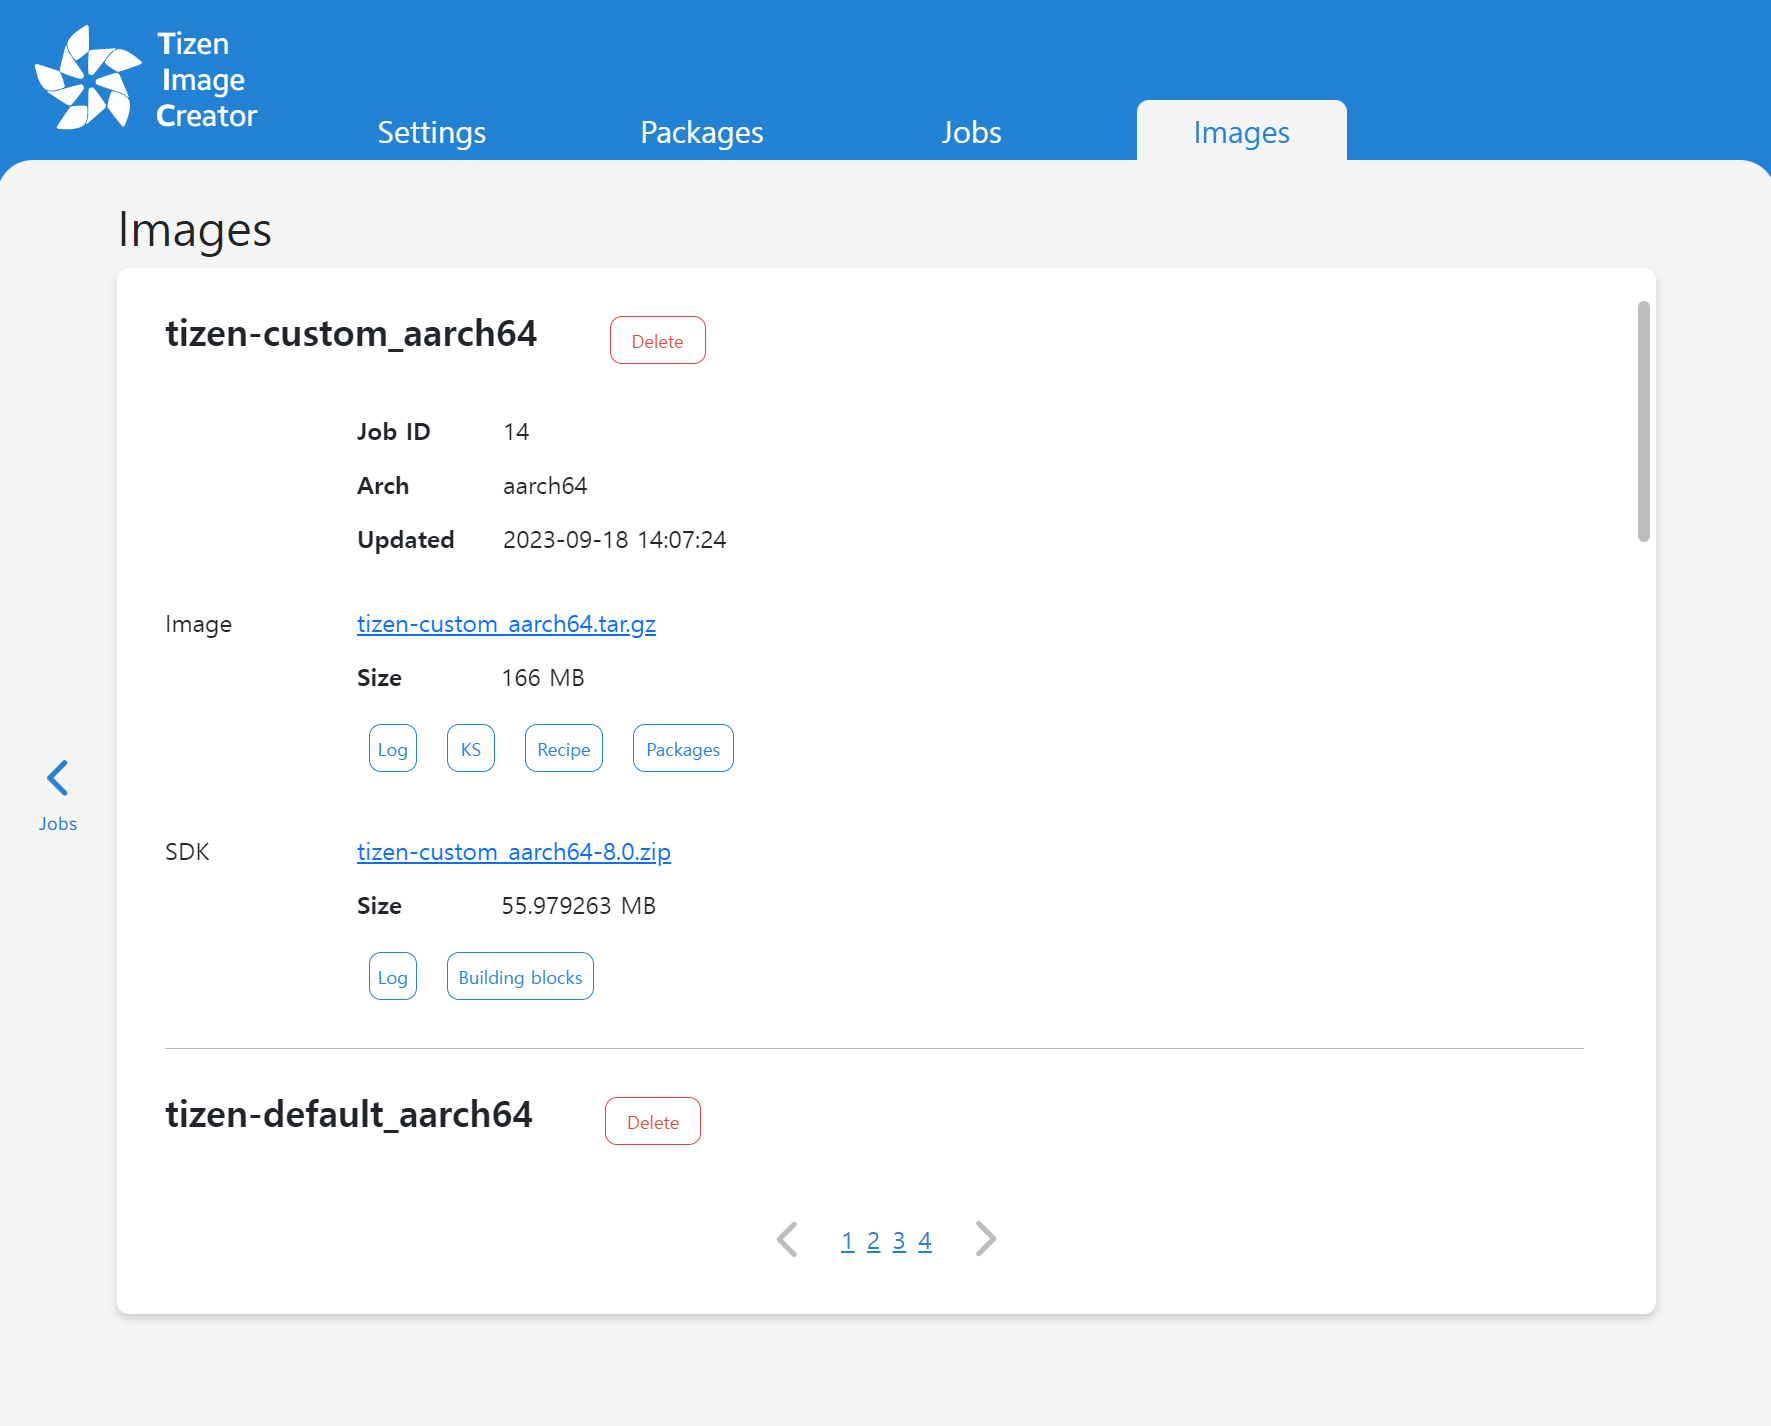 Tizen
Image
Creator
Settings Packages Jobs Images
Images
tizen-custom_aarch64 Delete
Job ID 14
Arch aarch64
Updated 2023-09-18 14:07:24
Image tizen-custom_aarch64.tar.gz
Size 166 MB
Log KS Recipe Packages
Jobs
SDK tizen-custom_aarch64-8.0.zip
Size 55.979263 MB
Log Building blocks
tizen-default_aarch64 Delete
1 2 3 4